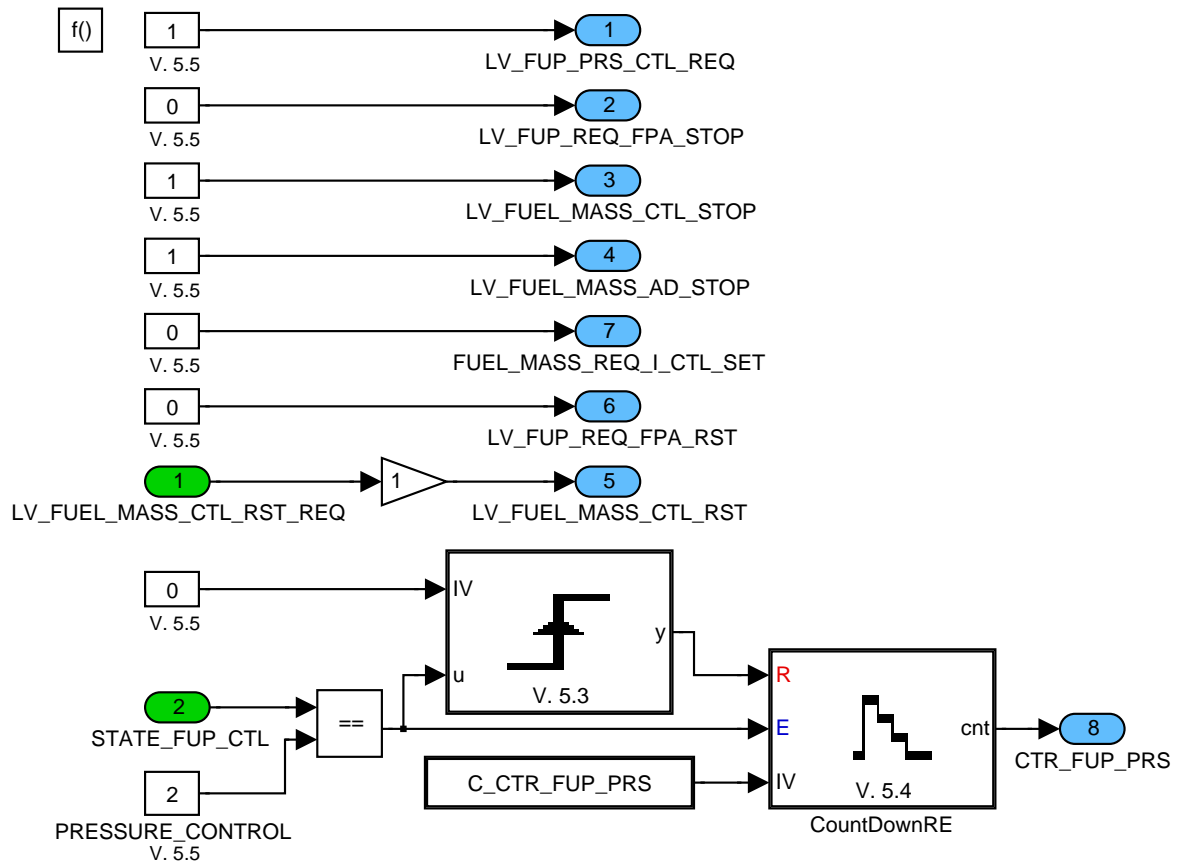 f()
1
V. 5.5
1
LV_FUP_PRS_CTL_REQ
0
V. 5.5
2
LV_FUP_REQ_FPA_STOP
1
V. 5.5
3
LV_FUEL_MASS_CTL_STOP
1
V. 5.5
4
LV_FUEL_MASS_AD_STOP
0
V. 5.5
7
FUEL_MASS_REQ_I_CTL_SET
0
V. 5.5
6
LV_FUP_REQ_FPA_RST
1
LV_FUEL_MASS_CTL_RST_REQ
1
5
LV_FUEL_MASS_CTL_RST
0
V. 5.5
IV
u
y
V. 5.3
2
STATE_FUP_CTL
==
2
PRESSURE_CONTROL
V. 5.5
C_CTR_FUP_PRS
R
E
IV
cnt
V. 5.4
CountDownRE
8
CTR_FUP_PRS